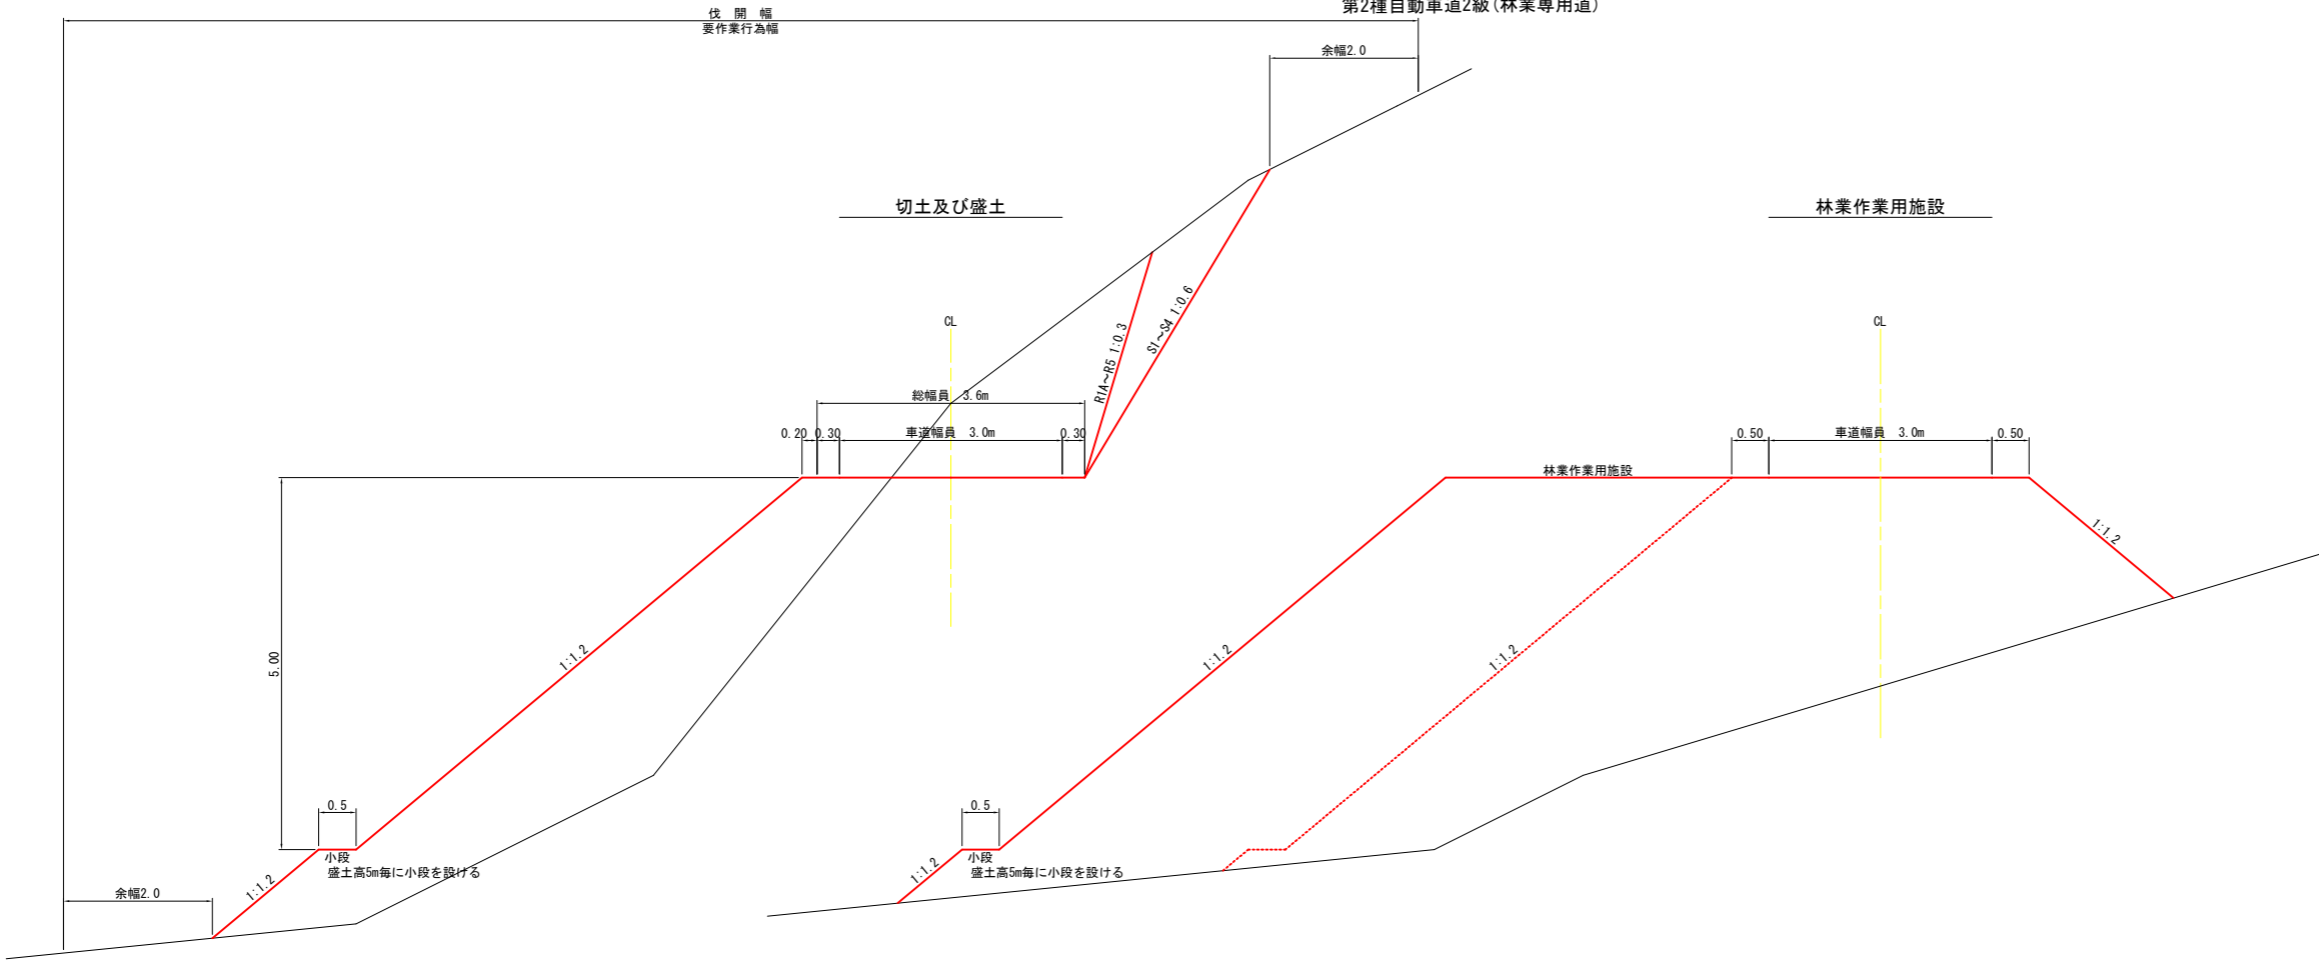 第2種自動車道2級(林業専用道)
伐 開 幅
要作業行為幅
余幅2.0
切土及び盛土
林業作業用施設
CL
CL
R1A～R5 1:0.3
S1～S4 1:0.6
総幅員 3.6m
0.20 0.30 車道幅員 3.0m 0.30
0.50 車道幅員 3.0m 0.50
林業作業用施設
1:1.2
5.00
1:1.2
1:1.2
1:1.2
0.5
0.5
小段
盛土高5m毎に小段を設ける
小段
盛土高5m毎に小段を設ける
1:1.2
1:1.2
余幅2.0